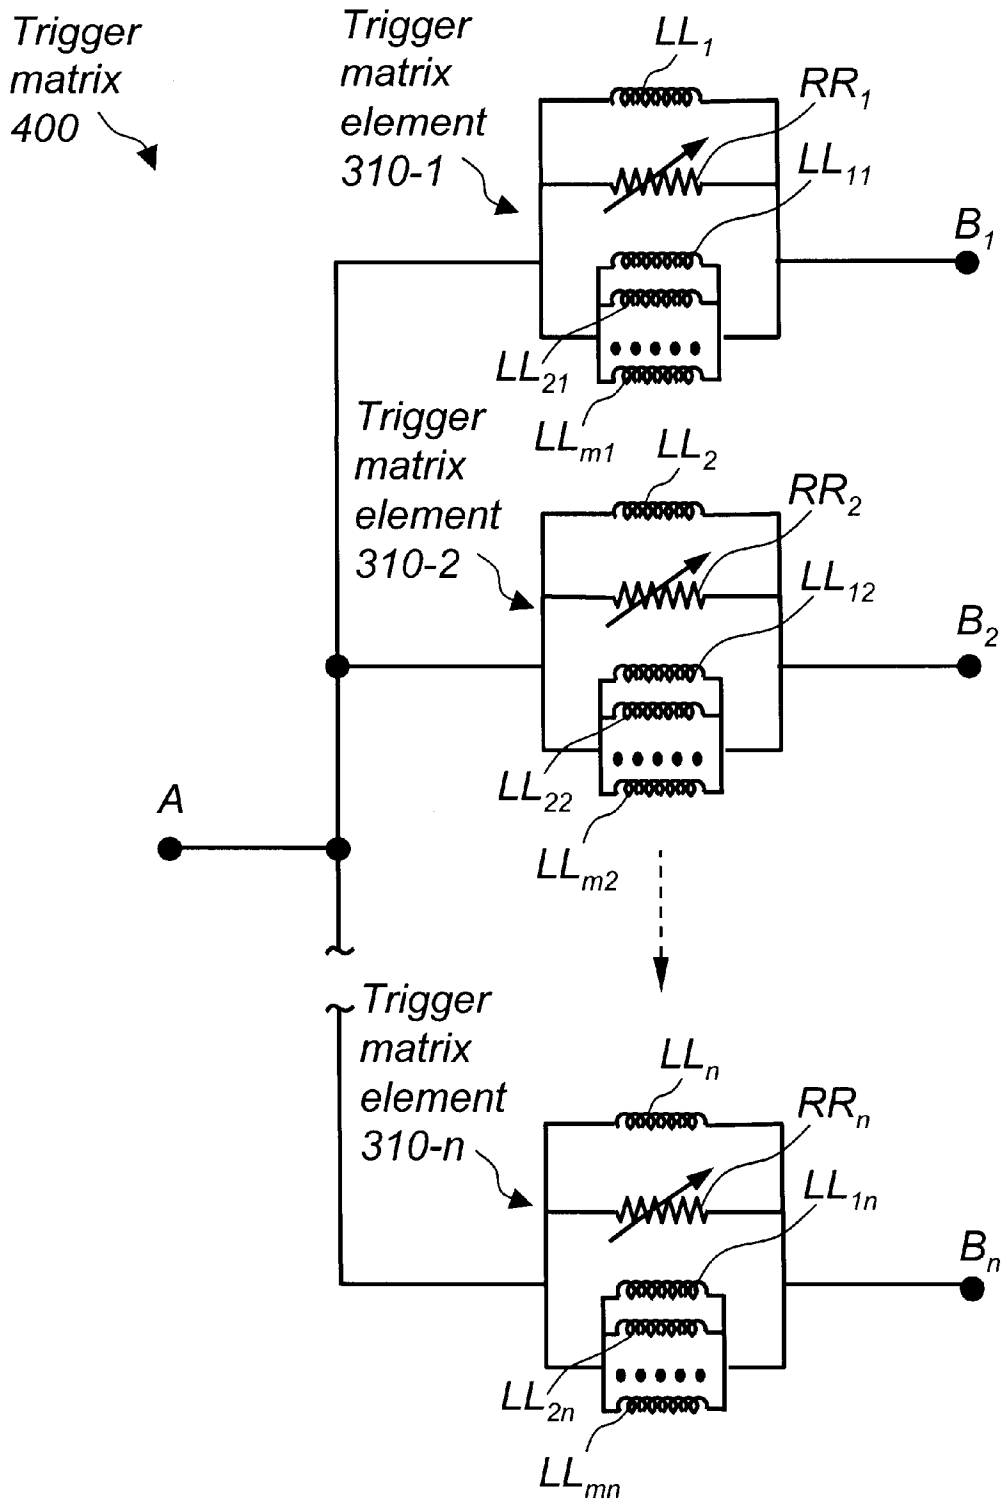 Trigger
matrix
400
Trigger
matrix
element
310-1
LL1
RR1
LL11
B1
LL21
LLm1
Trigger
matrix
element
310-2
LL2
RR2
LL12
B2
LL22
LLm2
A
Trigger
matrix
element
310-n
LLn
RRn
LL1n
Bn
LL2n
LLmn